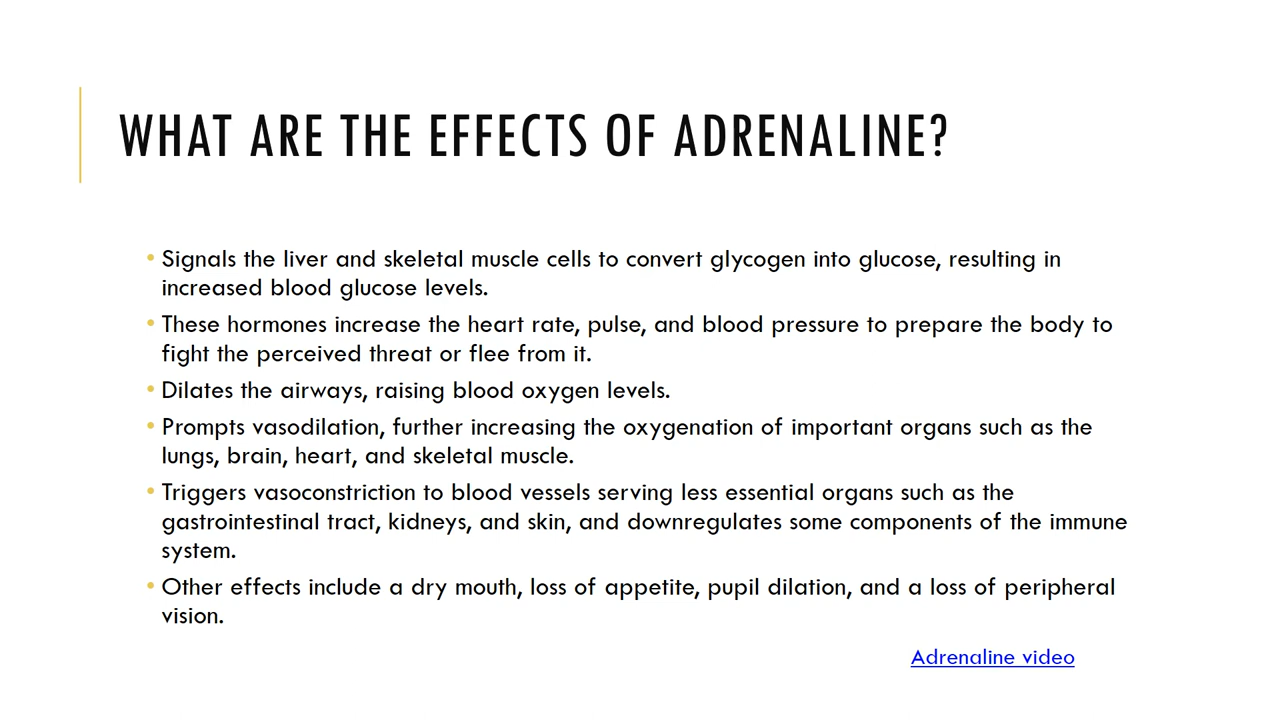 WHAT ARE THE EFFECTS OF ADRENALINE?
• Signals the liver and skeletal muscle cells to convert glycogen into glucose, resulting in
increased blood glucose levels.
• These hormones increase the heart rate, pulse, and blood pressure to prepare the body to
fight the perceived threat or flee from it.
• Dilates the airways, raising blood oxygen levels.
• Prompts vasodilation, further increasing the oxygenation of important organs such as the
lungs, brain, heart, and skeletal muscle.
• Triggers vasoconstriction to blood vessels serving less essential organs such as the
gastrointestinal tract, kidneys, and skin, and downregulates some components of the immune
system.
• Other effects include a dry mouth, loss of appetite, pupil dilation, and a loss of peripheral
vision.
Adrenaline video